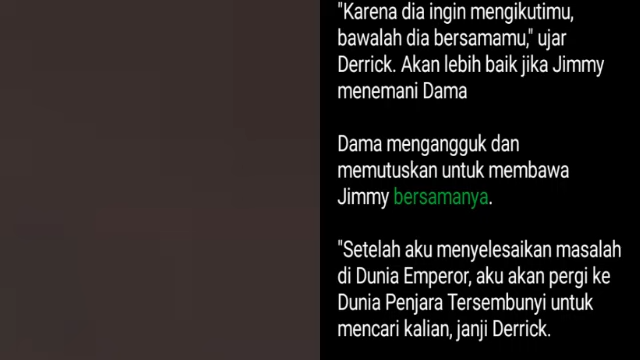 "Karena dia ingin mengikutimu,
bawalah dia bersamamu," ujar
Derrick. Akan lebih baik jika Jimmy
menemani Dama
Dama mengangguk dan
memutuskan untuk membawa
Jimmy bersamanya.
"Setelah aku menyelesaikan masalah
di Dunia Emperor, aku akan pergi ke
Dunia Penjara Tersembunyi untuk
mencari kalian, janji Derrick.